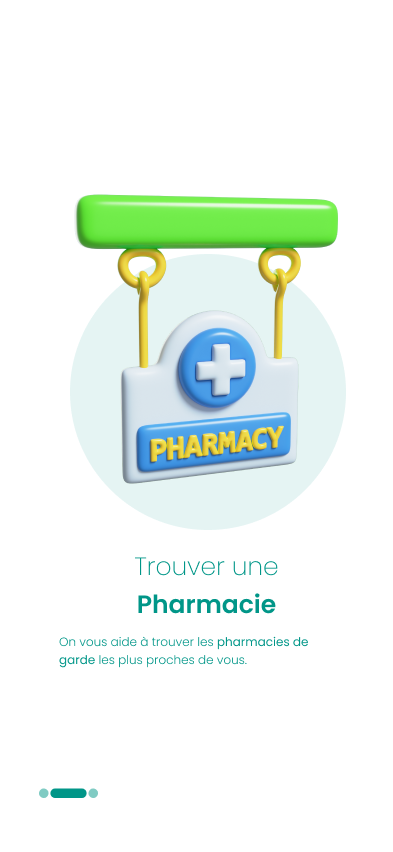 PHARMACY
Trouver une
Pharmacie
On vous aide à trouver les pharmacies de
garde les plus proches de vous.